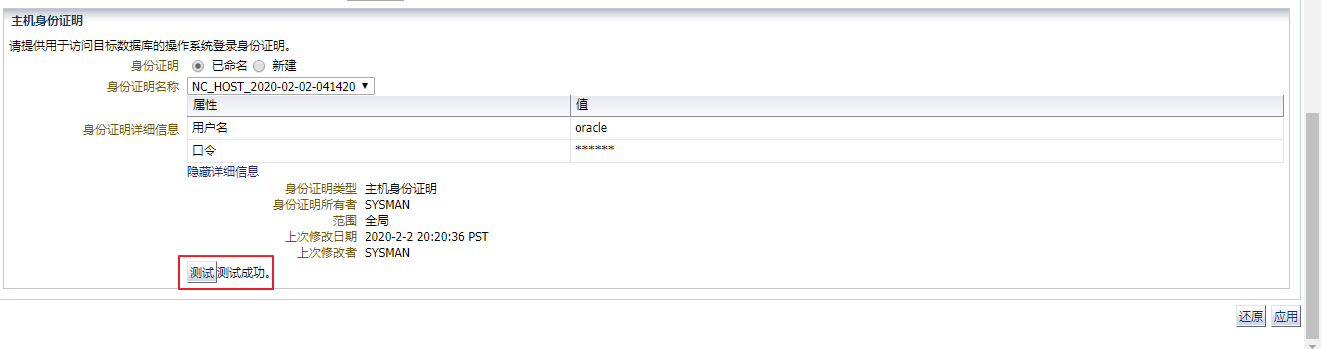 主机身份证明
请提供用于访问目标数据库的操作系统登录身份证明。
身份证明 已命名 新建
身份证明名称 NC_HOST_2020-02-02-041420
属性 值
身份证明详细信息 用户名 oracle
口令 ******
隐藏详细信息
身份证明类型 主机身份证明
身份证明所有者 SYSMAN
范围 全局
上次修改日期 2020-2-2 20:20:36 PST
上次修改者 SYSMAN
测试 测试成功。
还原 应用